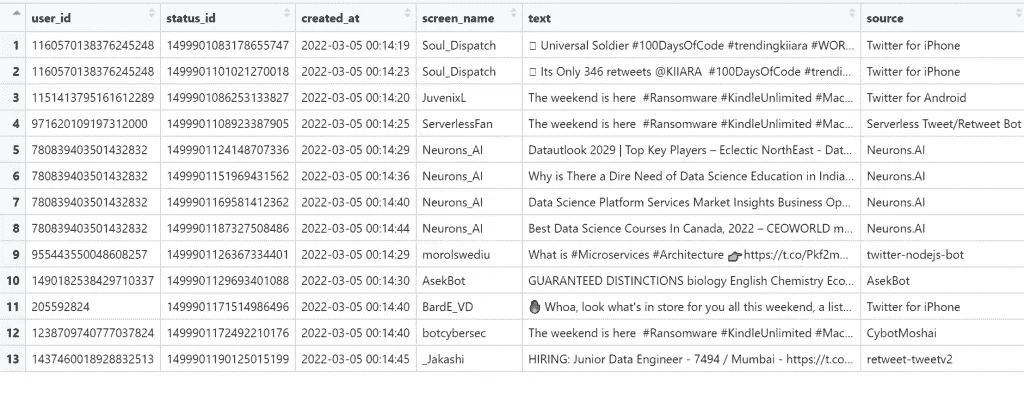 user_id status_id created_at screen_name text source
1 1160570138376245248 1499901083178655747 2022-03-05 00:14:19 Soul_Dispatch Universal Soldier #100DaysOfCode #trendingkiiara #WOR... Twitter for iPhone
2 1160570138376245248 1499901101021270018 2022-03-05 00:14:23 Soul_Dispatch Its Only 346 retweets @KIIARA #100DaysOfCode #trendi... Twitter for iPhone
3 1151413795161612289 1499901086253133827 2022-03-05 00:14:20 JuvenixL The weekend is here #Ransomware #KindleUnlimited #Mac... Twitter for Android
4 971620109197312000 1499901108923387905 2022-03-05 00:14:25 ServerlessFan The weekend is here #Ransomware #KindleUnlimited #Mac... Serverless Tweet/Retweet Bot
5 780839403501432832 1499901124148707336 2022-03-05 00:14:29 Neurons_AI Datautlook 2029 | Top Key Players – Eclectic NorthEast - Dat... Neurons.AI
6 780839403501432832 1499901151969431562 2022-03-05 00:14:36 Neurons_AI Why is There a Dire Need of Data Science Education in India... Neurons.AI
7 780839403501432832 1499901169581412362 2022-03-05 00:14:40 Neurons_AI Data Science Platform Services Market Insights Business Op... Neurons.AI
8 780839403501432832 1499901187327508486 2022-03-05 00:14:44 Neurons_AI Best Data Science Courses In Canada, 2022 – CEOWORLD m... Neurons.AI
9 955443550048608257 1499901126367334401 2022-03-05 00:14:29 morolswediu What is #Microservices #Architecture 👉https://t.co/Pkf2m... twitter-nodejs-bot
10 1490182538429710337 1499901129693401088 2022-03-05 00:14:30 AsekBot GUARANTEED DISTINCTIONS biology English Chemistry Eco... AsekBot
11 205592824 1499901171514986496 2022-03-05 00:14:40 BardE_VD Whoa, look what's in store for you all this weekend, a list... Twitter for iPhone
12 1238709740777037824 1499901172492210176 2022-03-05 00:14:40 botcybersec The weekend is here #Ransomware #KindleUnlimited #Mac... CybotMoshai
13 1437460018928832513 1499901190125015199 2022-03-05 00:14:45 _Jakashi HIRING: Junior Data Engineer - 7494 / Mumbai - https://t.co... retweet-tweetv2